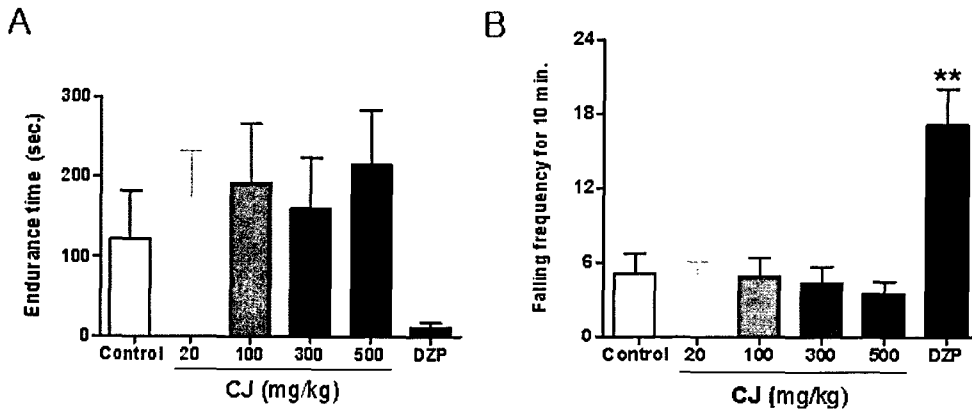 A
Endurance time (sec.)
300
200
100
0
Control 20 100 300 500 DZP
CJ (mg/kg)
B
Falling frequency for 10 min.
24
18
12
6
0
**
Control 20 100 300 500 DZP
CJ (mg/kg)